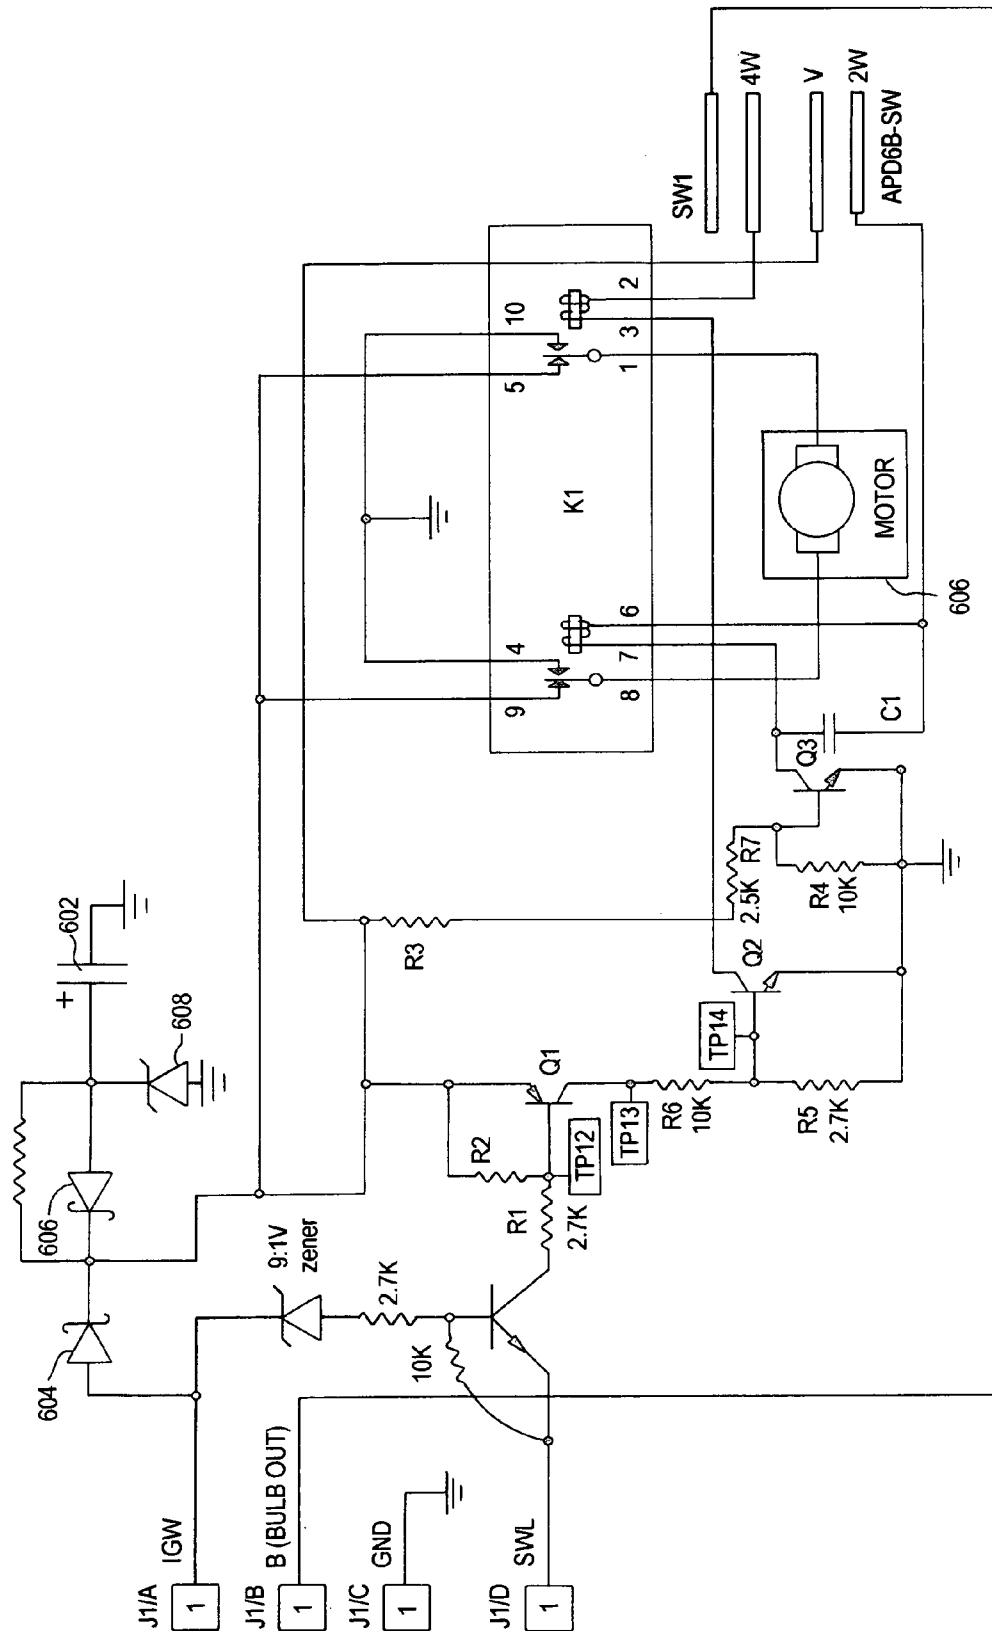 J1/A
1
IGW
J1/B
1
B (BULB OUT)
J1/C
1
GND
J1/D
1
SWL
604
606
602
+
608
9:1V
zener
2.7K
10K
R1
2.7K
R2
TP12
Q1
TP13
R6
10K
TP14
R5
2.7K
Q2
R3
2.5K
R7
R4
10K
Q3
C1
K1
9
4
8
7
6
5
10
1
3
2
MOTOR
606
SW1
4W
V
2W
APD6B-SW